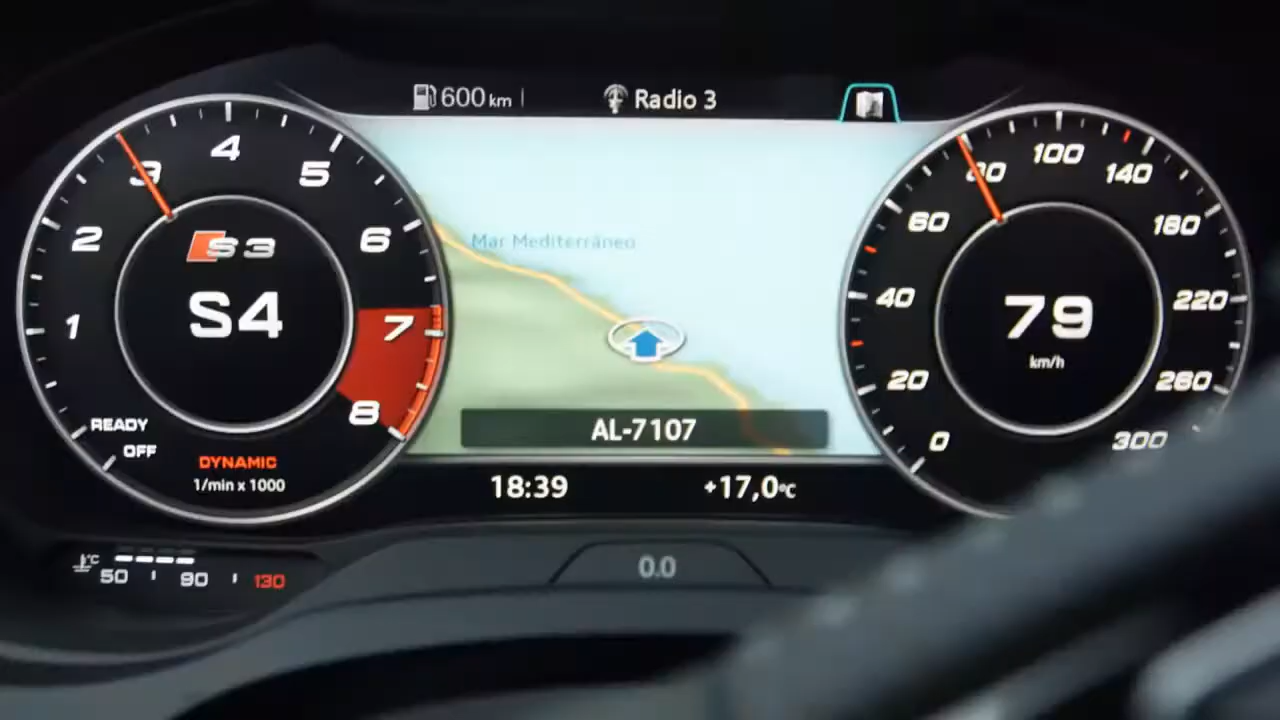 600 km
Radio 3
1
2
3
4
5
6
7
8
S3
S4
READY
OFF
DYNAMIC
1/min x 1000
Mar Mediterráneo
AL-7107
18:39
+17,0°C
0
20
40
60
80
100
140
180
220
260
300
79
km/h
°C
50
90
130
0.0